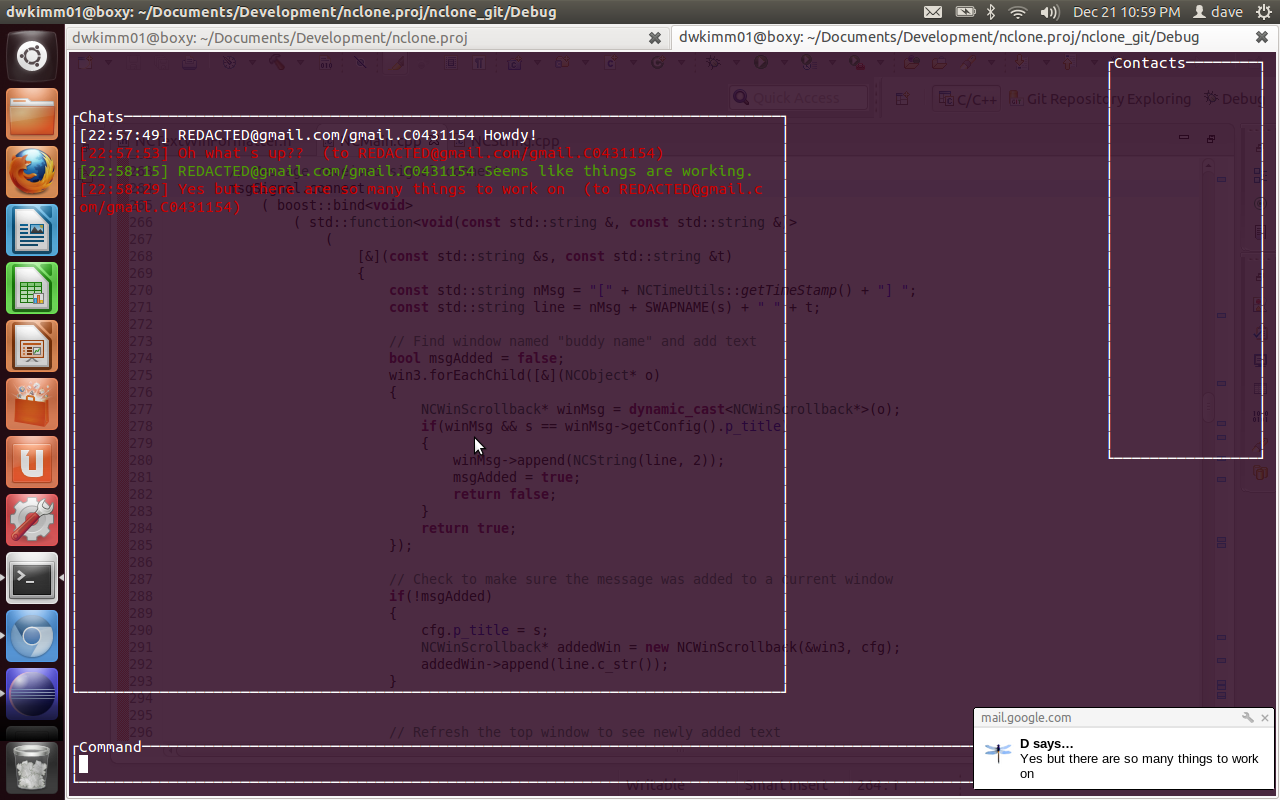 dwkimm01@boxy: ~/Documents/Development/nclone.proj/nclone_git/Debug
Dec 21 10:59 PM dave
dwkimm01@boxy: ~/Documents/Development/nclone.proj
dwkimm01@boxy: ~/Documents/Development/nclone.proj/nclone_git/Debug
Contacts
Quick Access
C/C++ Git Repository Exploring Debug
Chats
[22:57:49] REDACTED@gmail.com/gmail.C0431154 Howdy!
[22:57:53] Oh what's up?? (to REDACTED@gmail.com/gmail.C0431154)
[22:58:15] REDACTED@gmail.com/gmail.C0431154 Seems like things are working.
[22:58:29] Yes but there are so many things to work on (to REDACTED@gmail.c
om/gmail.C0431154)
( boost::bind<void>
266 ( std::function<void(const std::string &, const std::string &)>
267 (
268 [&](const std::string &s, const std::string &t)
269 {
270 const std::string nMsg = "[" + NCTimeUtils::getTimeStamp() + "] ";
271 const std::string line = nMsg + SWAPNAME(s) + " " + t;
272
273 // Find window named "buddy name" and add text
274 bool msgAdded = false;
275 win3.forEachChild([&](NCObject* o)
276 {
277 NCWinScrollback* winMsg = dynamic_cast<NCWinScrollback*>(o);
278 if(winMsg && s == winMsg->getConfig().p_title
279 {
280 winMsg->append(NCString(line, 2));
281 msgAdded = true;
282 return false;
283 }
284 return true;
285 });
286
287 // Check to make sure the message was added to a current window
288 if(!msgAdded)
289 {
290 cfg.p_title = s;
291 NCWinScrollback* addedWin = new NCWinScrollback(&win3, cfg);
292 addedWin->append(line.c_str());
293 }
294
295
296 // Refresh the top window to see newly added text
Command
mail.google.com
D says...
Yes but there are so many things to work
on
Writable Smart Insert 264 : 7